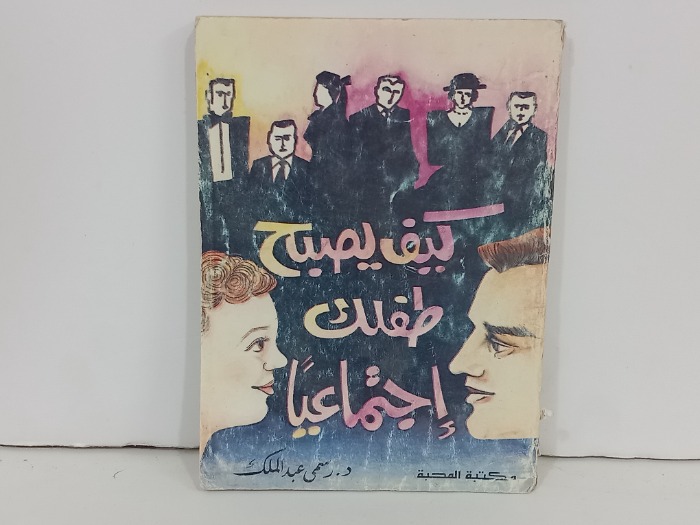 كيف يصبح
طفلك
إجتماعيًا
د. رسمى عبد الملك
مكتبة المحبة